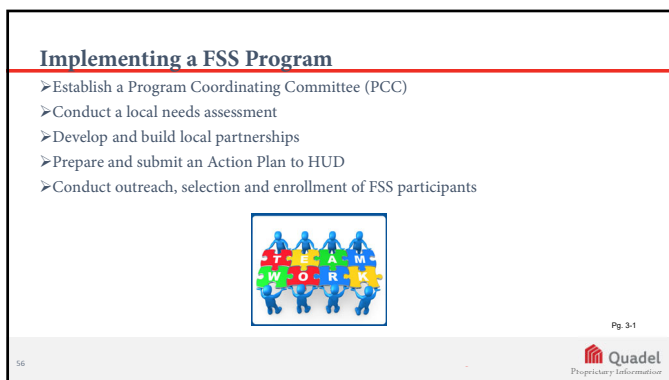 Implementing a FSS Program
➢Establish a Program Coordinating Committee (PCC)
➢Conduct a local needs assessment
➢Develop and build local partnerships
➢Prepare and submit an Action Plan to HUD
➢Conduct outreach, selection and enrollment of FSS participants
TEAM
WORK
Pg. 3-1
56
Quadel
Proprietary Information